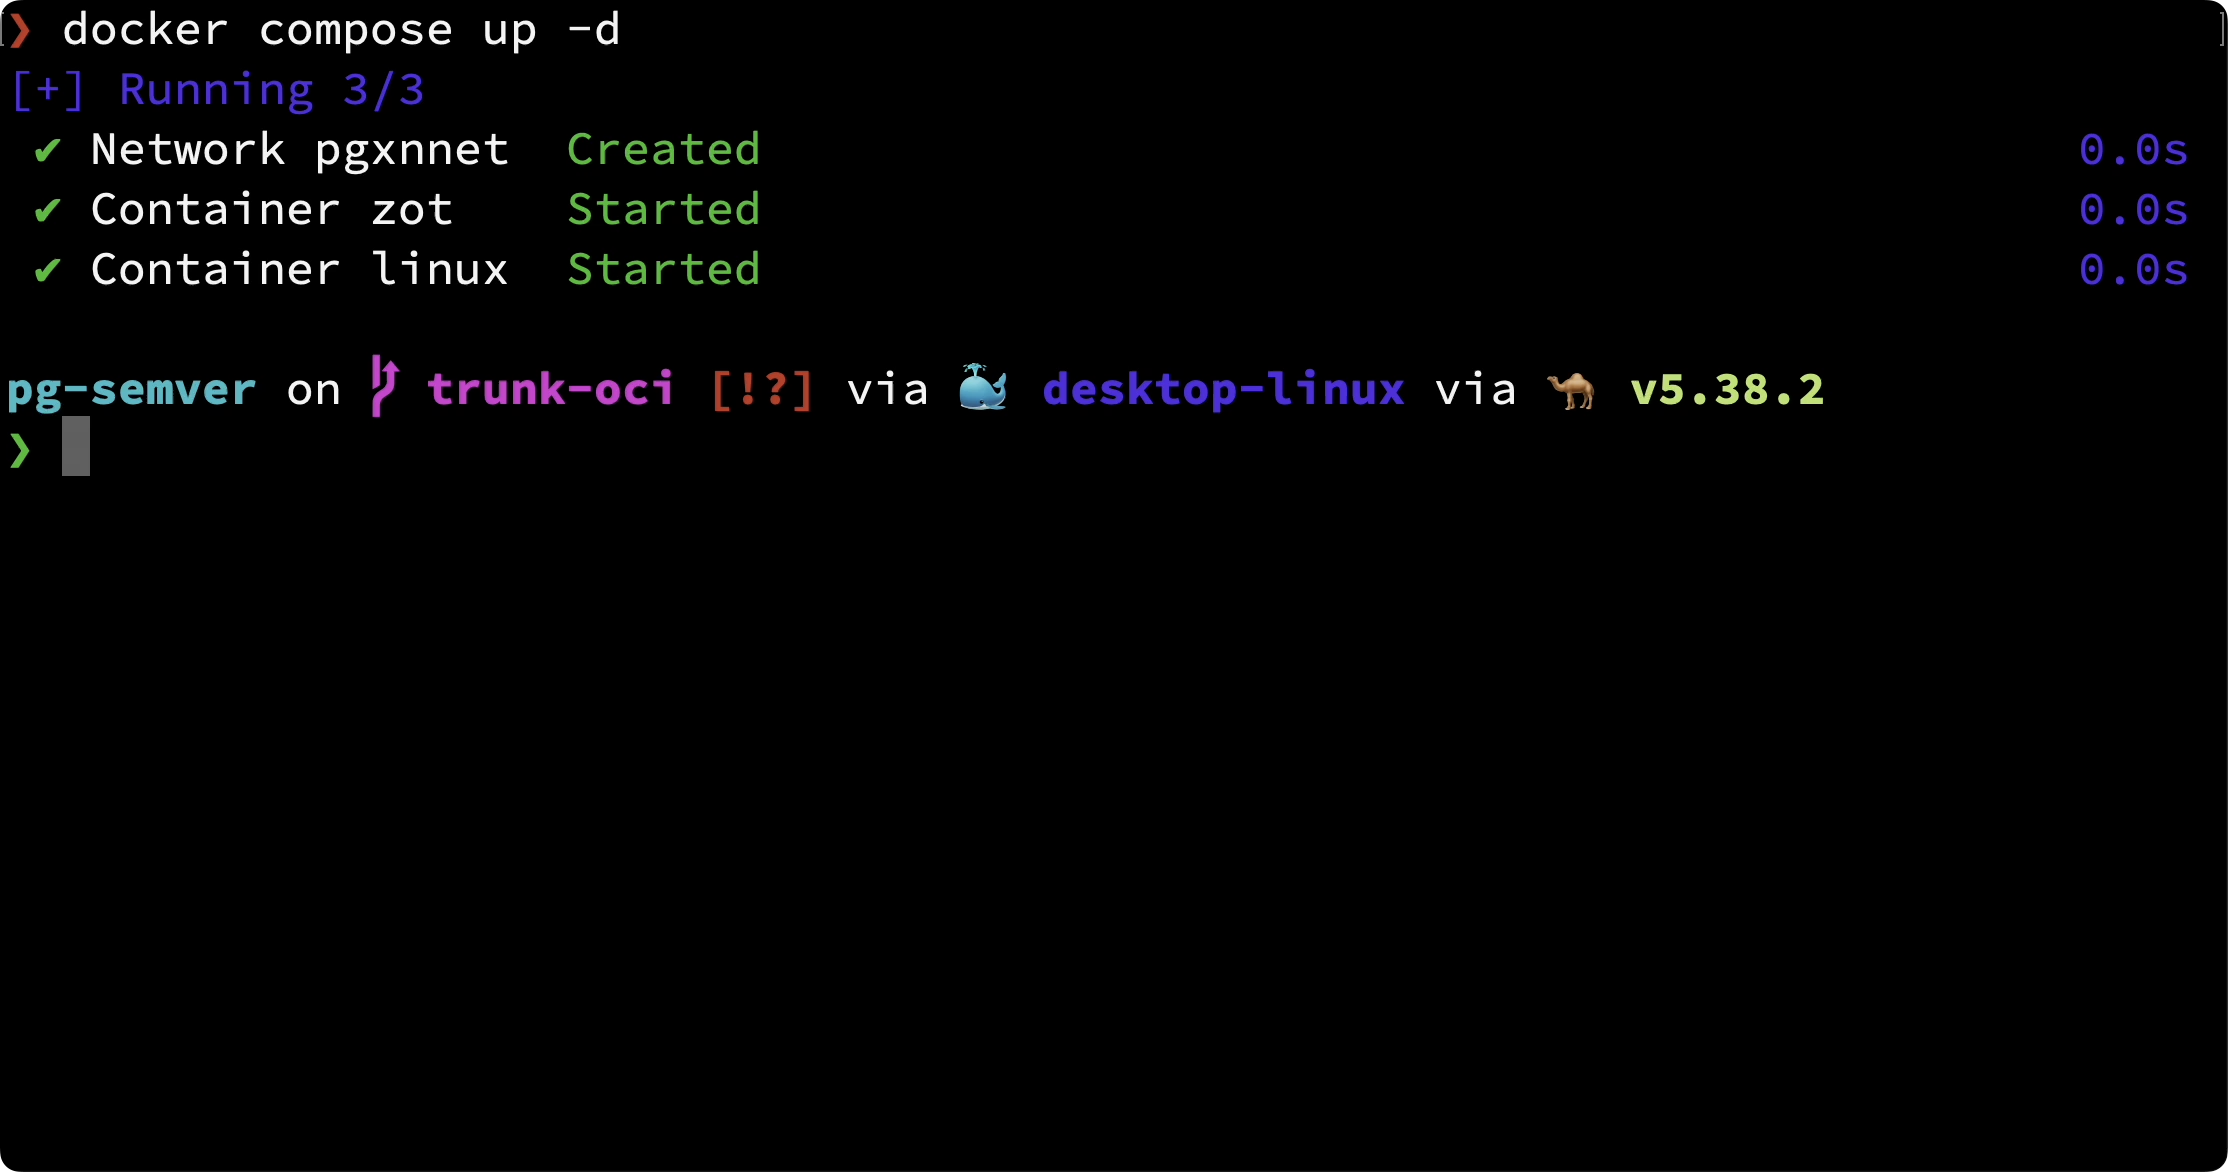 ❯ docker compose up -d
[+] Running 3/3
✔ Network pgxnnet  Created 0.0s
✔ Container zot    Started 0.0s
✔ Container linux  Started 0.0s
pg-semver on trunk-oci [!?] via 🐳 desktop-linux via 🐪 v5.38.2
❯